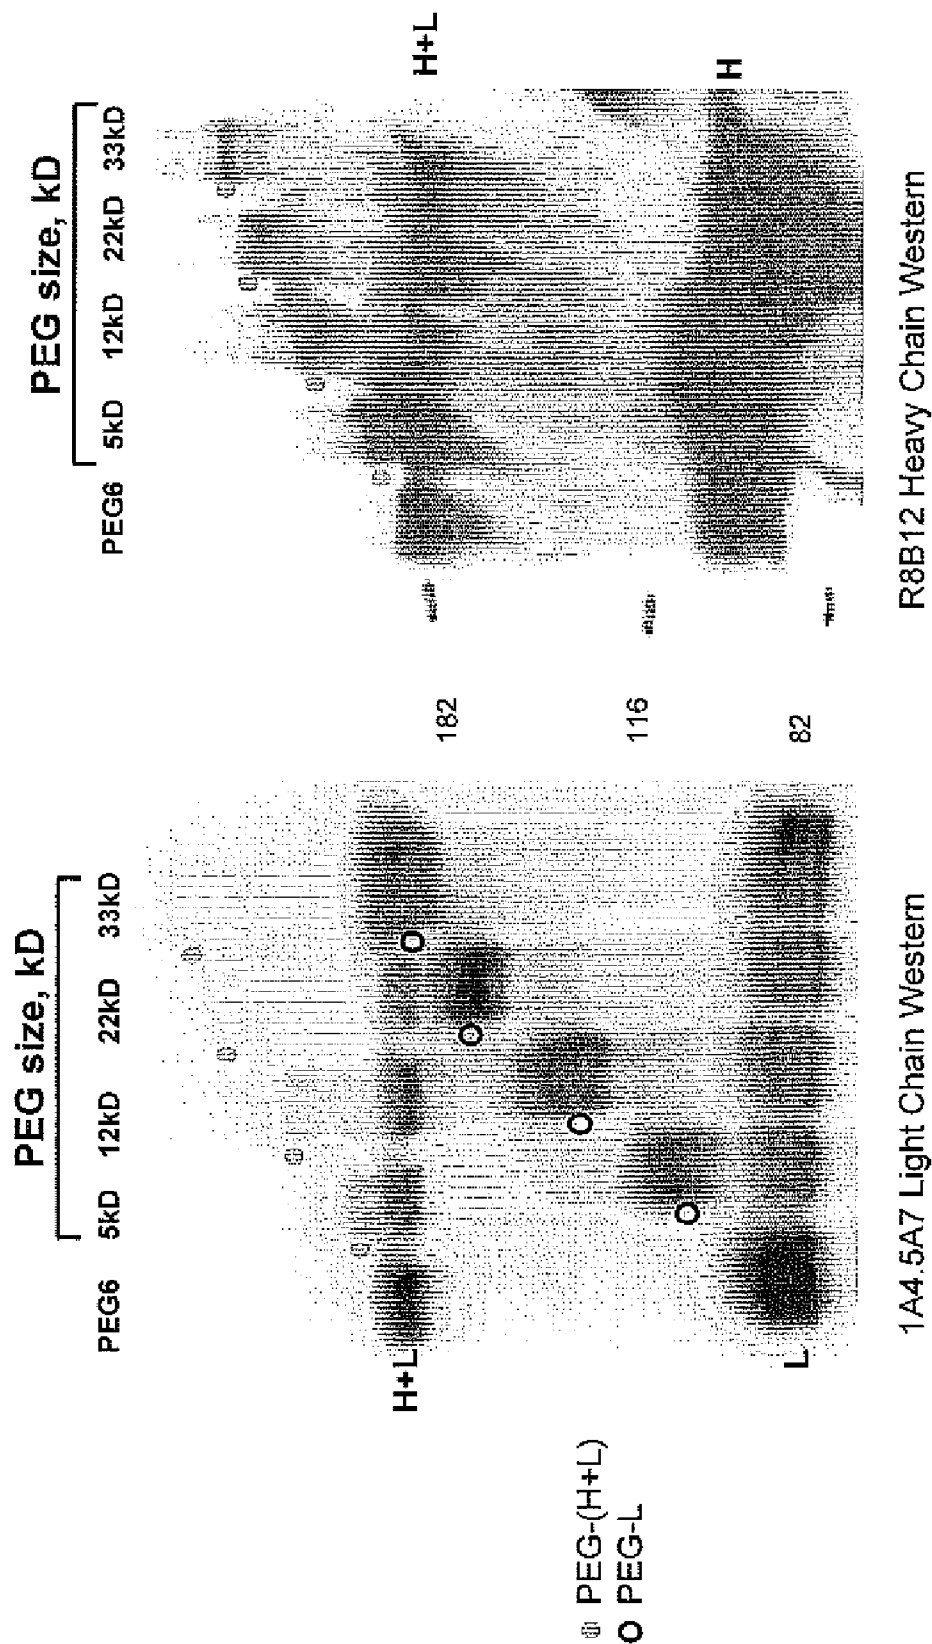 PEG size, kD
PEG6 5kD 12kD 22kD 33kD
H+L
L
PEG-(H+L)
PEG-L
1A4.5A7 Light Chain Western
182
116
82
PEG size, kD
PEG6 5kD 12kD 22kD 33kD
H+L
H
R8B12 Heavy Chain Western